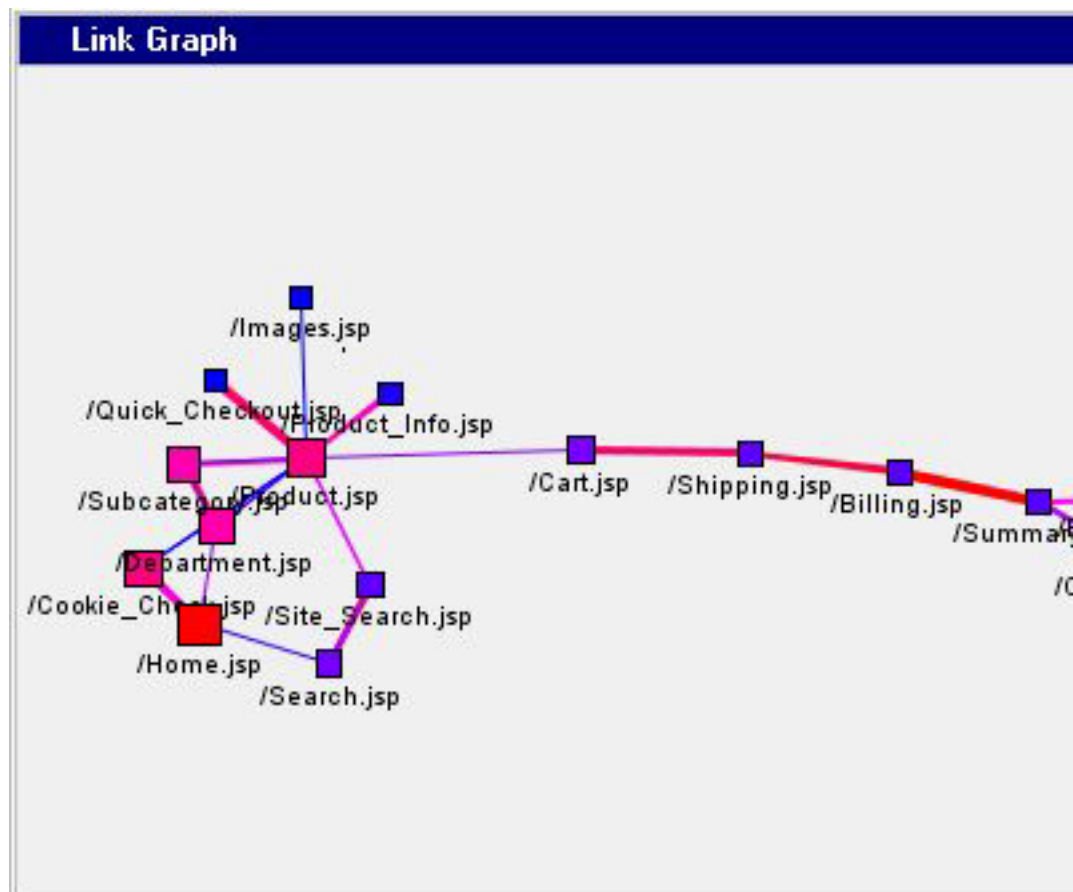 Link Graph
/Images.jsp
/Quick_Checkout.jsp
/Product_Info.jsp
/Subcategory.jsp
/Product.jsp
/Cart.jsp
/Shipping.jsp
/Billing.jsp
/Summary
/Department.jsp
/Cookie_Check.jsp
/Site_Search.jsp
/Home.jsp
/Search.jsp